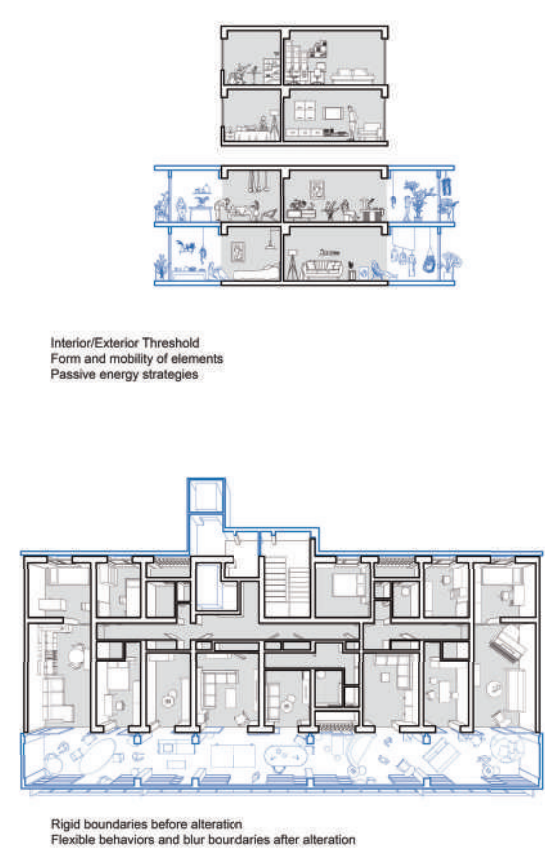 Interior/Exterior Threshold
Form and mobility of elements
Passive energy strategies
Rigid boundaries before alteration
Flexible behaviors and blur bourdaries after alteration